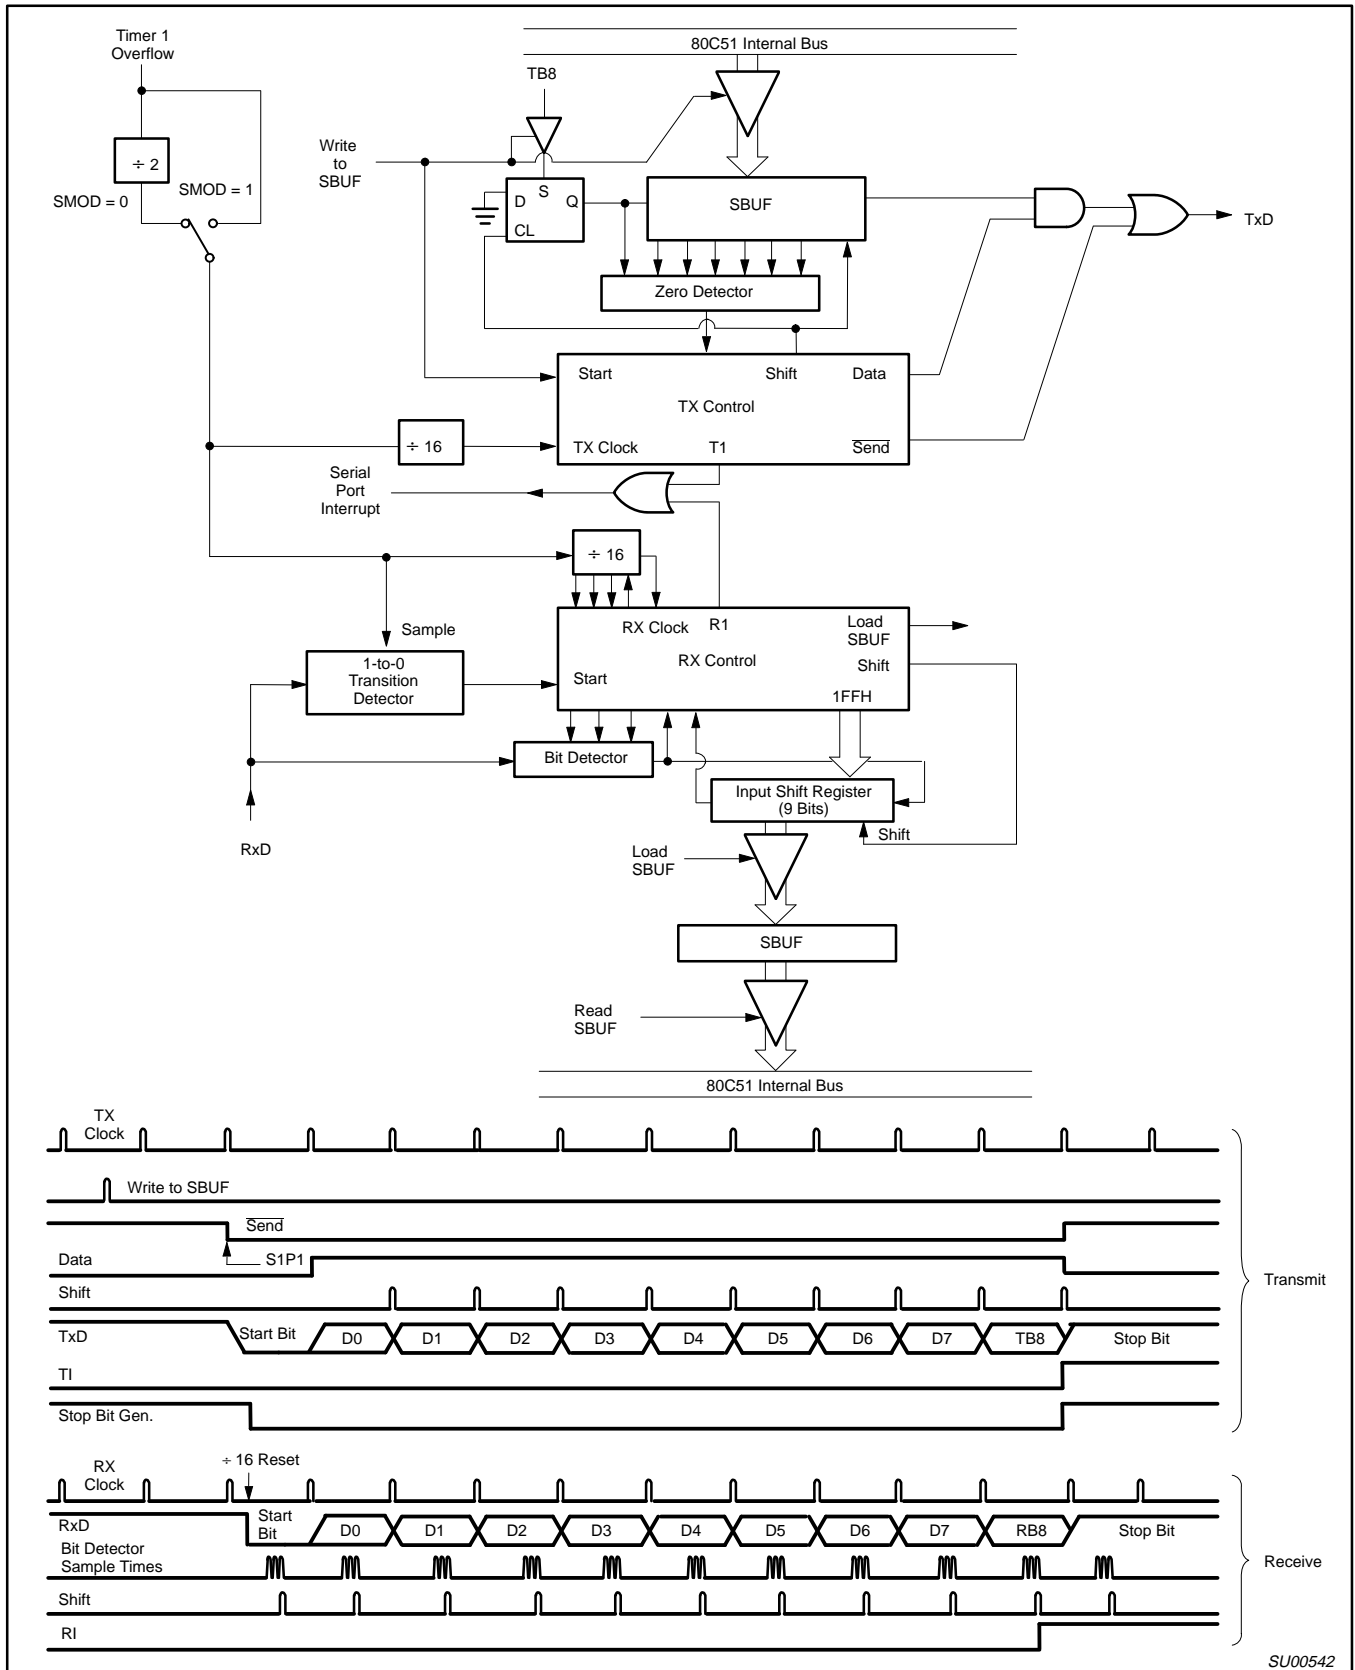 Timer 1
Overflow
80C51 Internal Bus
TB8
÷ 2
SMOD = 0
SMOD = 1
Write
to
SBUF
S
D
Q
CL
SBUF
TxD
Zero Detector
Start
Shift
Data
TX Control
÷ 16
TX Clock
T1
Send
Serial
Port
Interrupt
÷ 16
Sample
RX Clock
R1
Load
SBUF
RX Control
Shift
Start
1FFH
1-to-0
Transition
Detector
Bit Detector
Input Shift Register
(9 Bits)
Shift
RxD
Load
SBUF
SBUF
Read
SBUF
80C51 Internal Bus
TX
Clock
Write to SBUF
Send
Data
S1P1
Shift
TxD
Start Bit
D0
D1
D2
D3
D4
D5
D6
D7
TB8
Stop Bit
TI
Stop Bit Gen.
Transmit
RX
Clock
÷ 16 Reset
RxD
Start
Bit
D0
D1
D2
D3
D4
D5
D6
D7
RB8
Stop Bit
Bit Detector
Sample Times
Shift
RI
Receive
SU00542